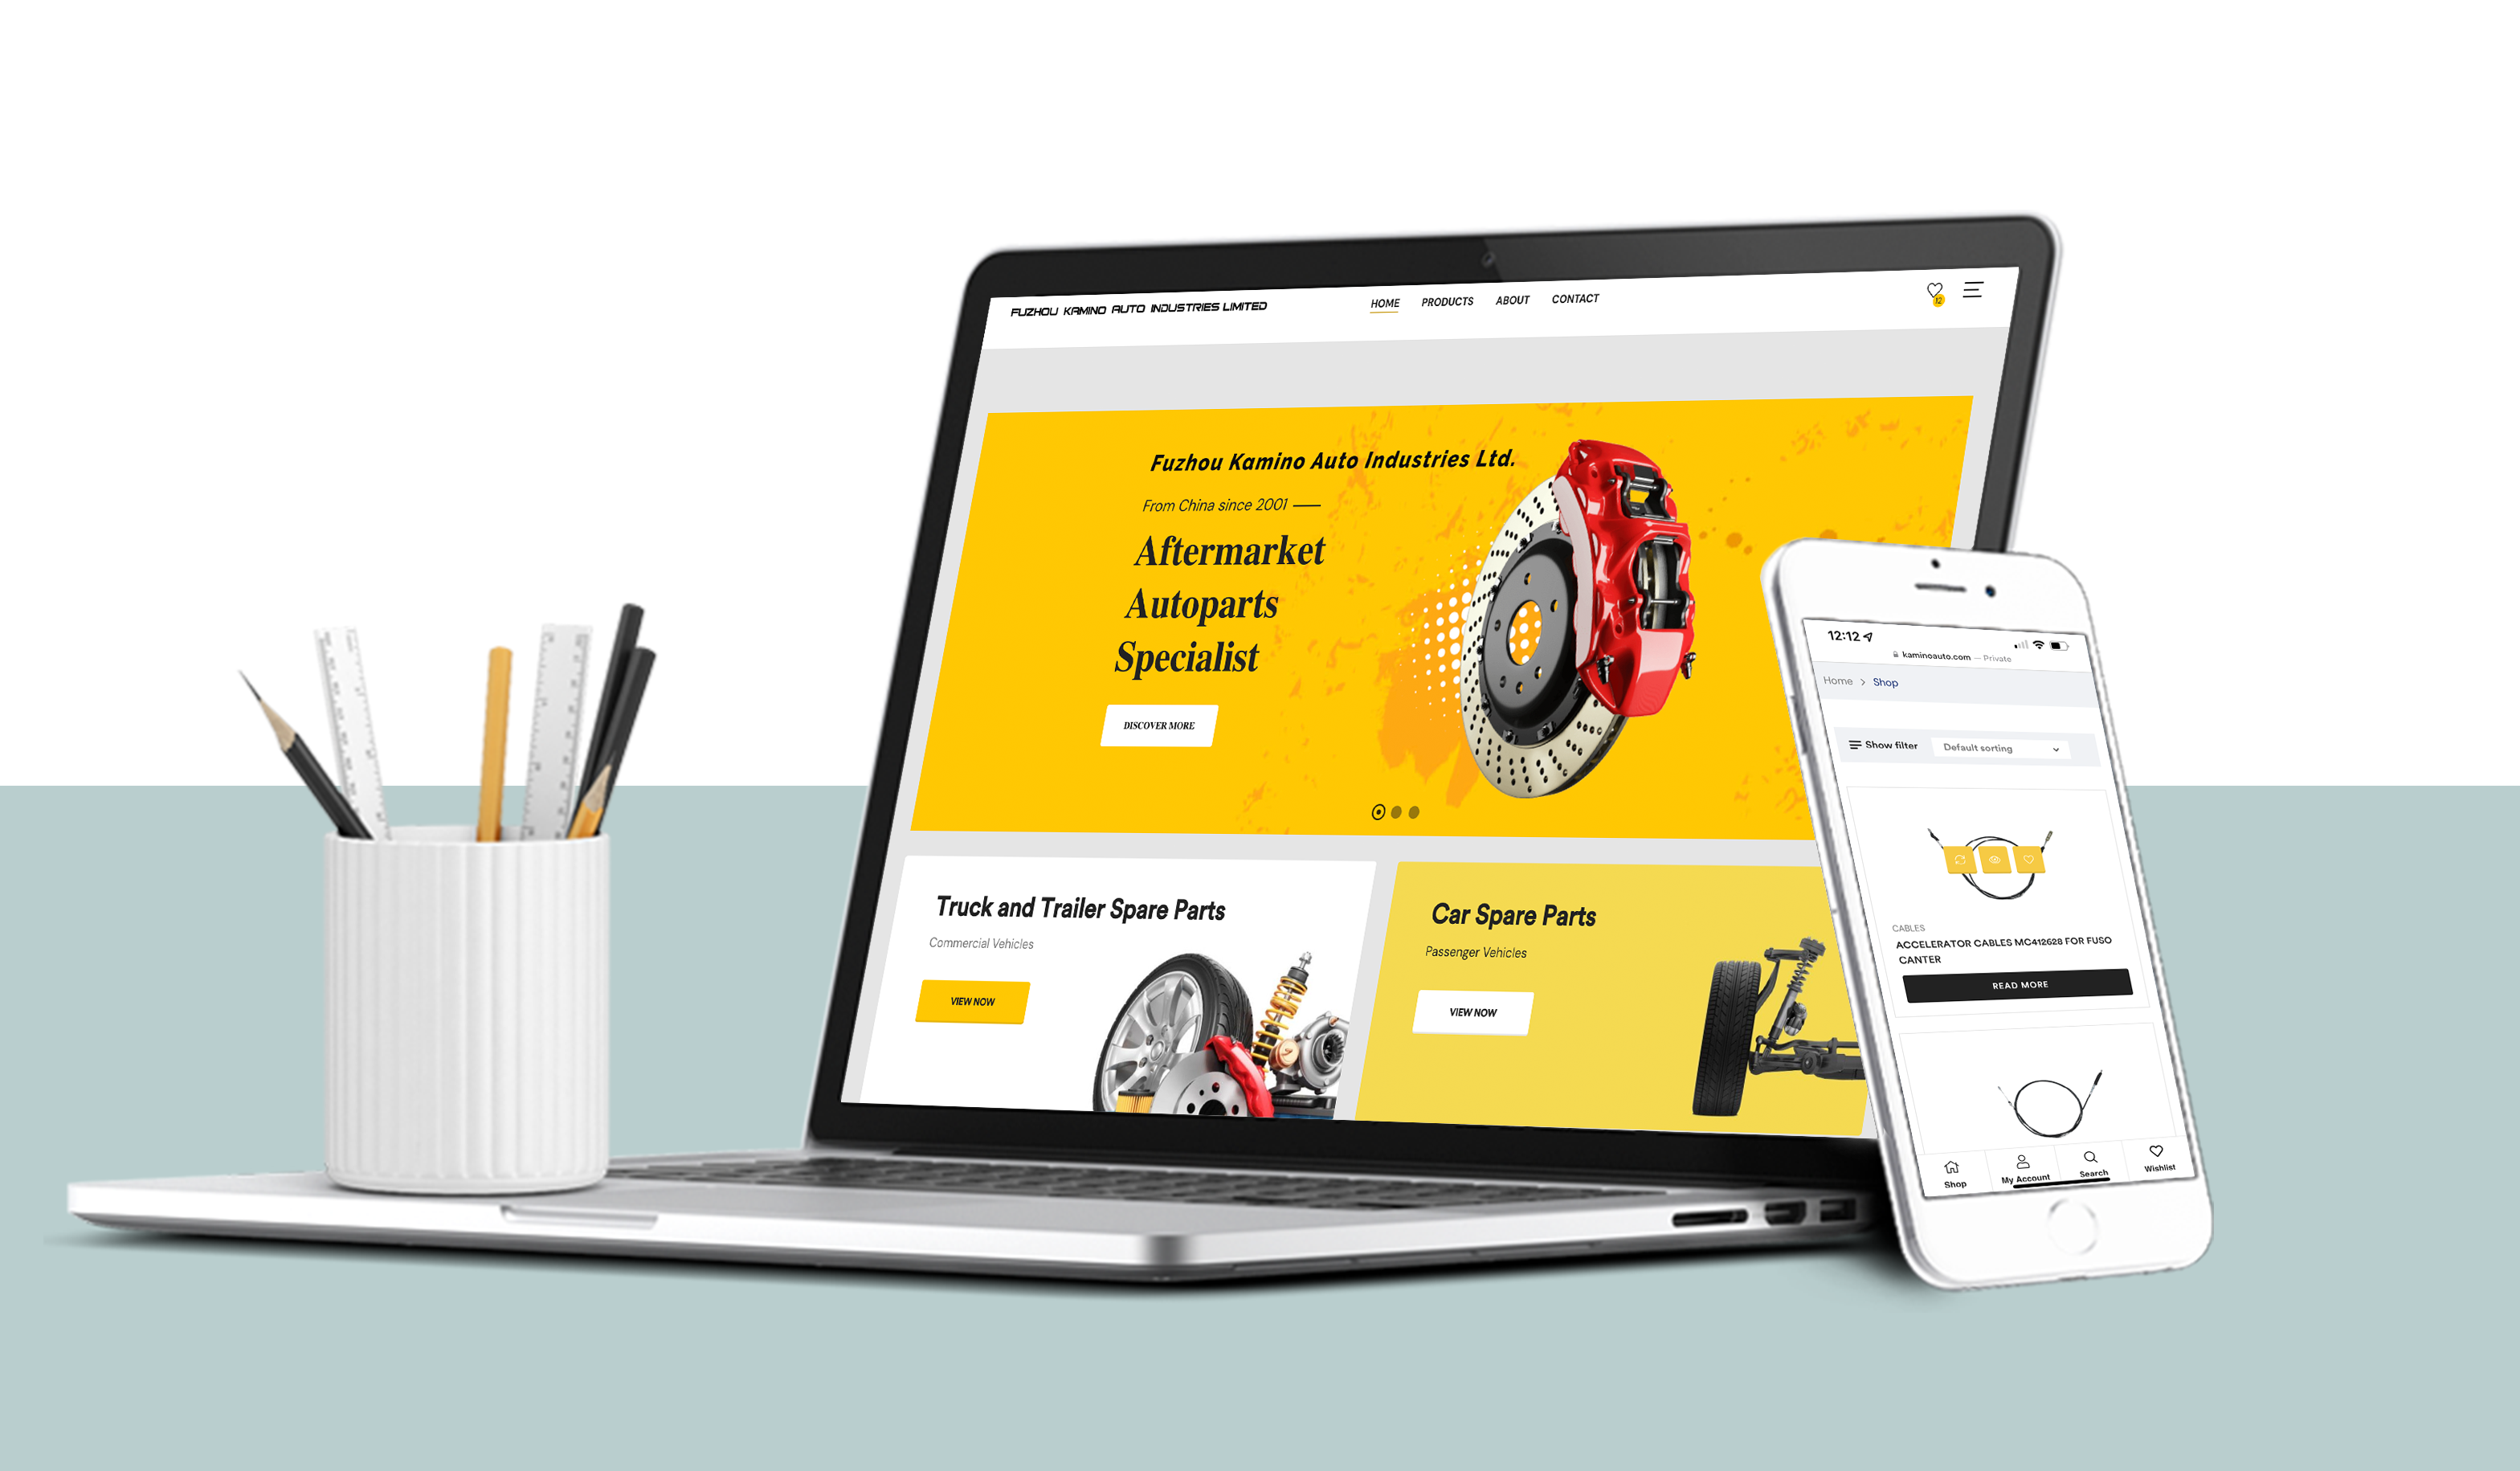 FUZHOU KAMINO AUTO INDUSTRIES LIMITED
HOME PRODUCTS ABOUT CONTACT
12
Fuzhou Kamino Auto Industries Ltd.
From China since 2001
Aftermarket
Autoparts
Specialist
DISCOVER MORE
Truck and Trailer Spare Parts
Commercial Vehicles
VIEW NOW
Car Spare Parts
Passenger Vehicles
VIEW NOW
12:12
kaminoauto.com — Private
Home > Shop
Show filter
Default sorting
CABLES
ACCELERATOR CABLES MC412628 FOR FUSO
CANTER
READ MORE
Shop
My Account
Search
Wishlist